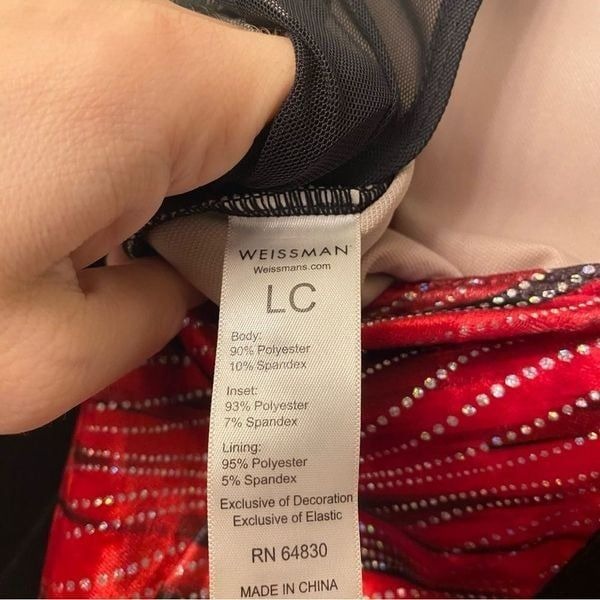 WEISSMAN
Weissmans.com
LC
Body:
90% Polyester
10% Spandex
Inset:
93% Polyester
7% Spandex
Lining:
95% Polyester
5% Spandex
Exclusive of Decoration
Exclusive of Elastic
RN 64830
MADE IN CHINA